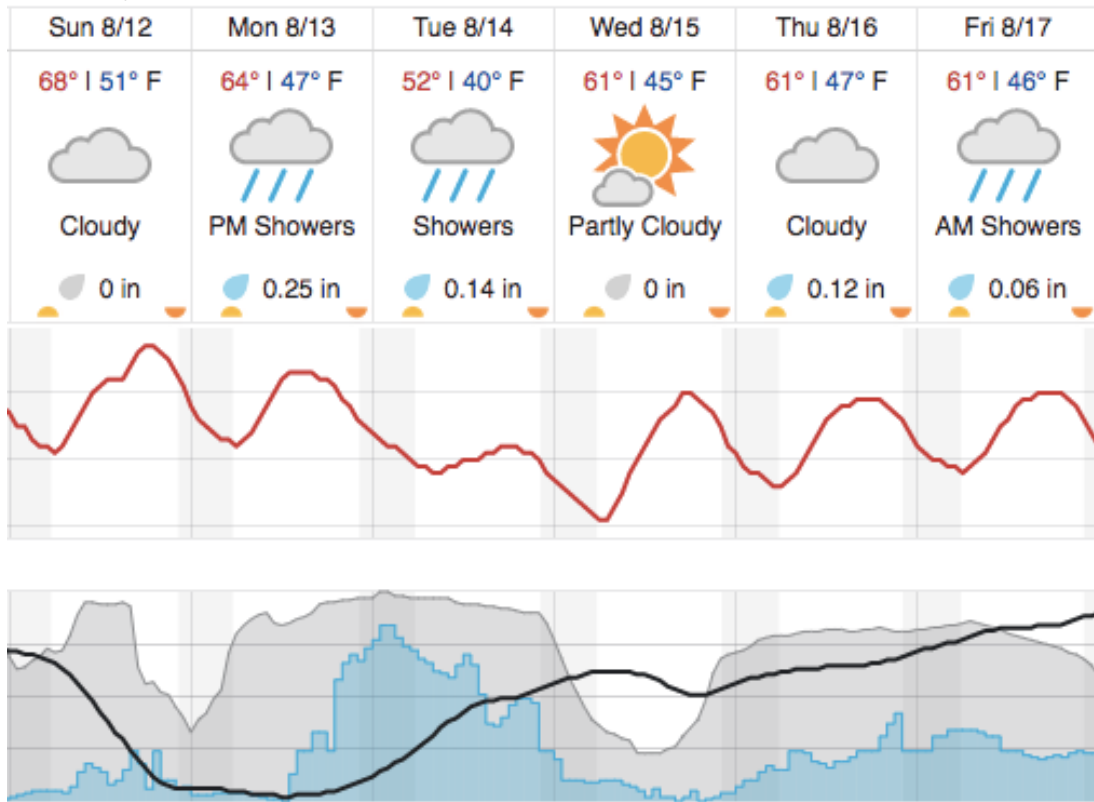 Sun 8/12 Mon 8/13 Tue 8/14 Wed 8/15 Thu 8/16 Fri 8/17
68° | 51° F 64° | 47° F 52° | 40° F 61° | 45° F 61° | 47° F 61° | 46° F
Cloudy PM Showers Showers Partly Cloudy Cloudy AM Showers
0 in 0.25 in 0.14 in 0 in 0.12 in 0.06 in